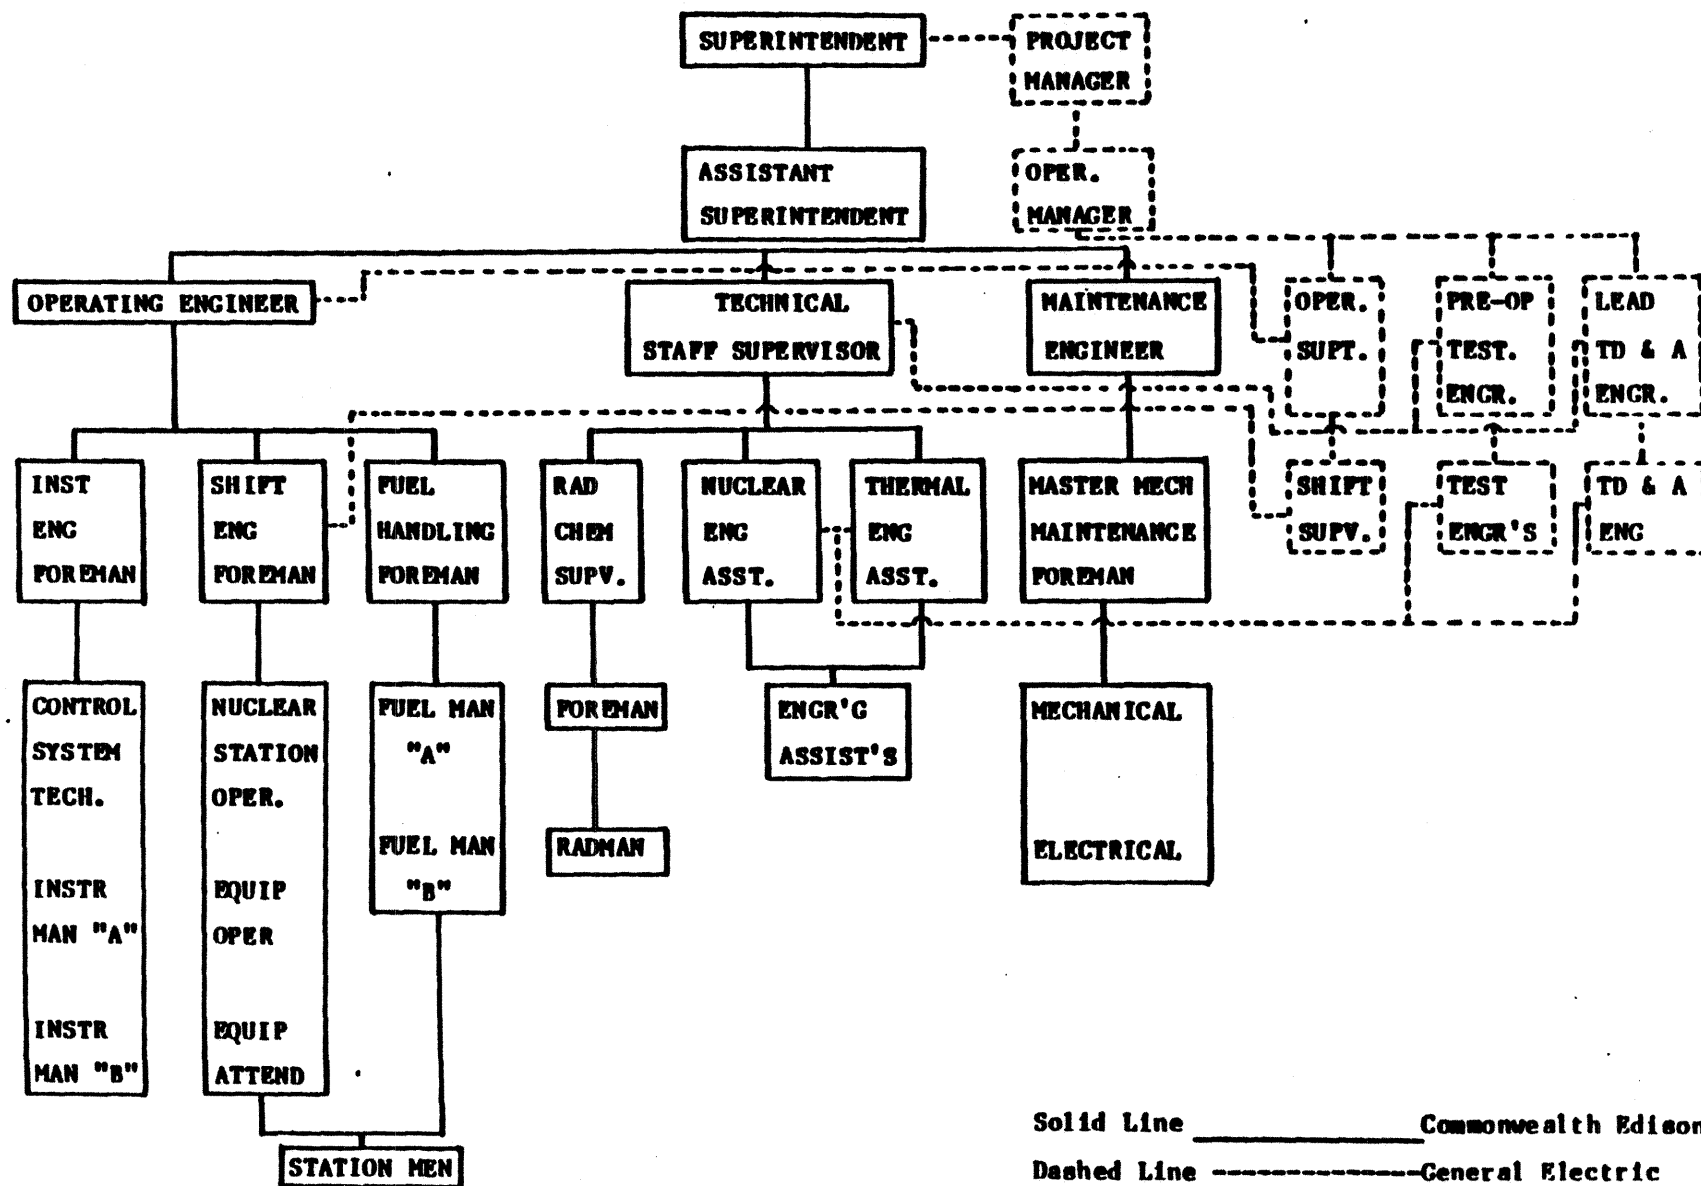 SUPERINTENDENT
PROJECT
MANAGER
ASSISTANT
SUPERINTENDENT
OPER.
MANAGER
OPERATING ENGINEER
TECHNICAL
STAFF SUPERVISOR
MAINTENANCE
ENGINEER
OPER.
SUPT.
PRE-OP
TEST.
ENGR.
LEAD
TD & A
ENGR.
INST
ENG
FOREMAN
SHIFT
ENG
FOREMAN
FUEL
HANDLING
FOREMAN
RAD
CHEM
SUPV.
NUCLEAR
ENG
ASST.
THERMAL
ENG
ASST.
MASTER MECH
MAINTENANCE
FOREMAN
SHIFT
SUPV.
TEST
ENGR'S
TD & A
ENG
CONTROL
SYSTEM
TECH.
INSTR
MAN "A"
INSTR
MAN "B"
NUCLEAR
STATION
OPER.
EQUIP
OPER
EQUIP
ATTEND
FUEL MAN
"A"
FUEL MAN
"B"
FOREMAN
RADMAN
ENGR'G
ASSIST'S
MECHANICAL
ELECTRICAL
STATION MEN
Solid Line Commonwealth Edison
Dashed Line General Electric